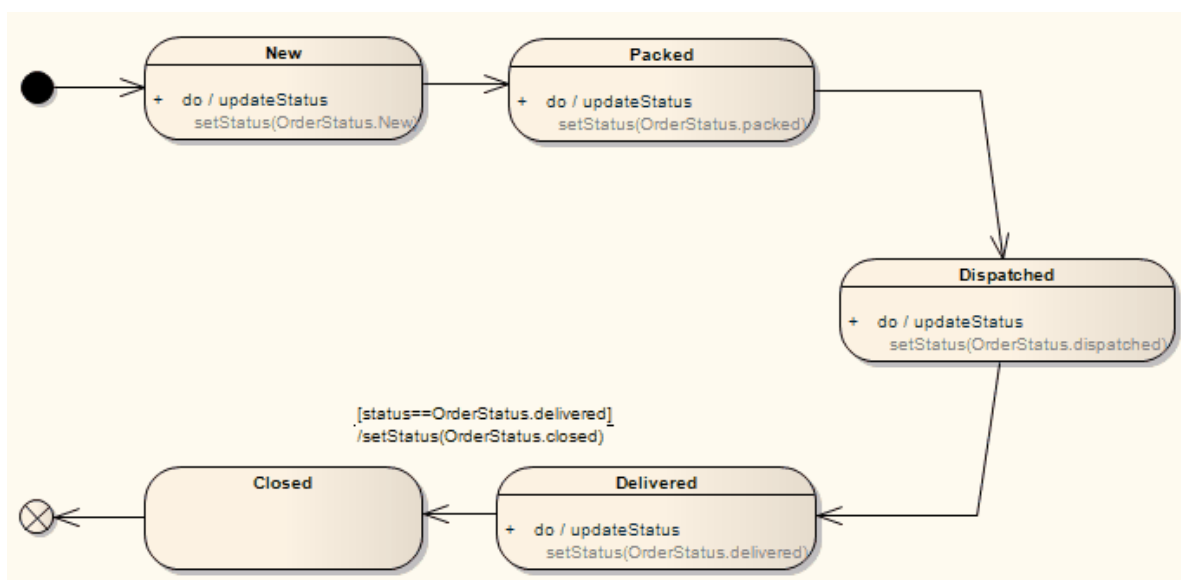 New
+ do / updateStatus
setStatus(OrderStatus.New)
Packed
+ do / updateStatus
setStatus(OrderStatus.packed)
Dispatched
+ do / updateStatus
setStatus(OrderStatus.dispatched)
[status==OrderStatus.delivered]
/setStatus(OrderStatus.closed)
Closed
Delivered
+ do / updateStatus
setStatus(OrderStatus.delivered)